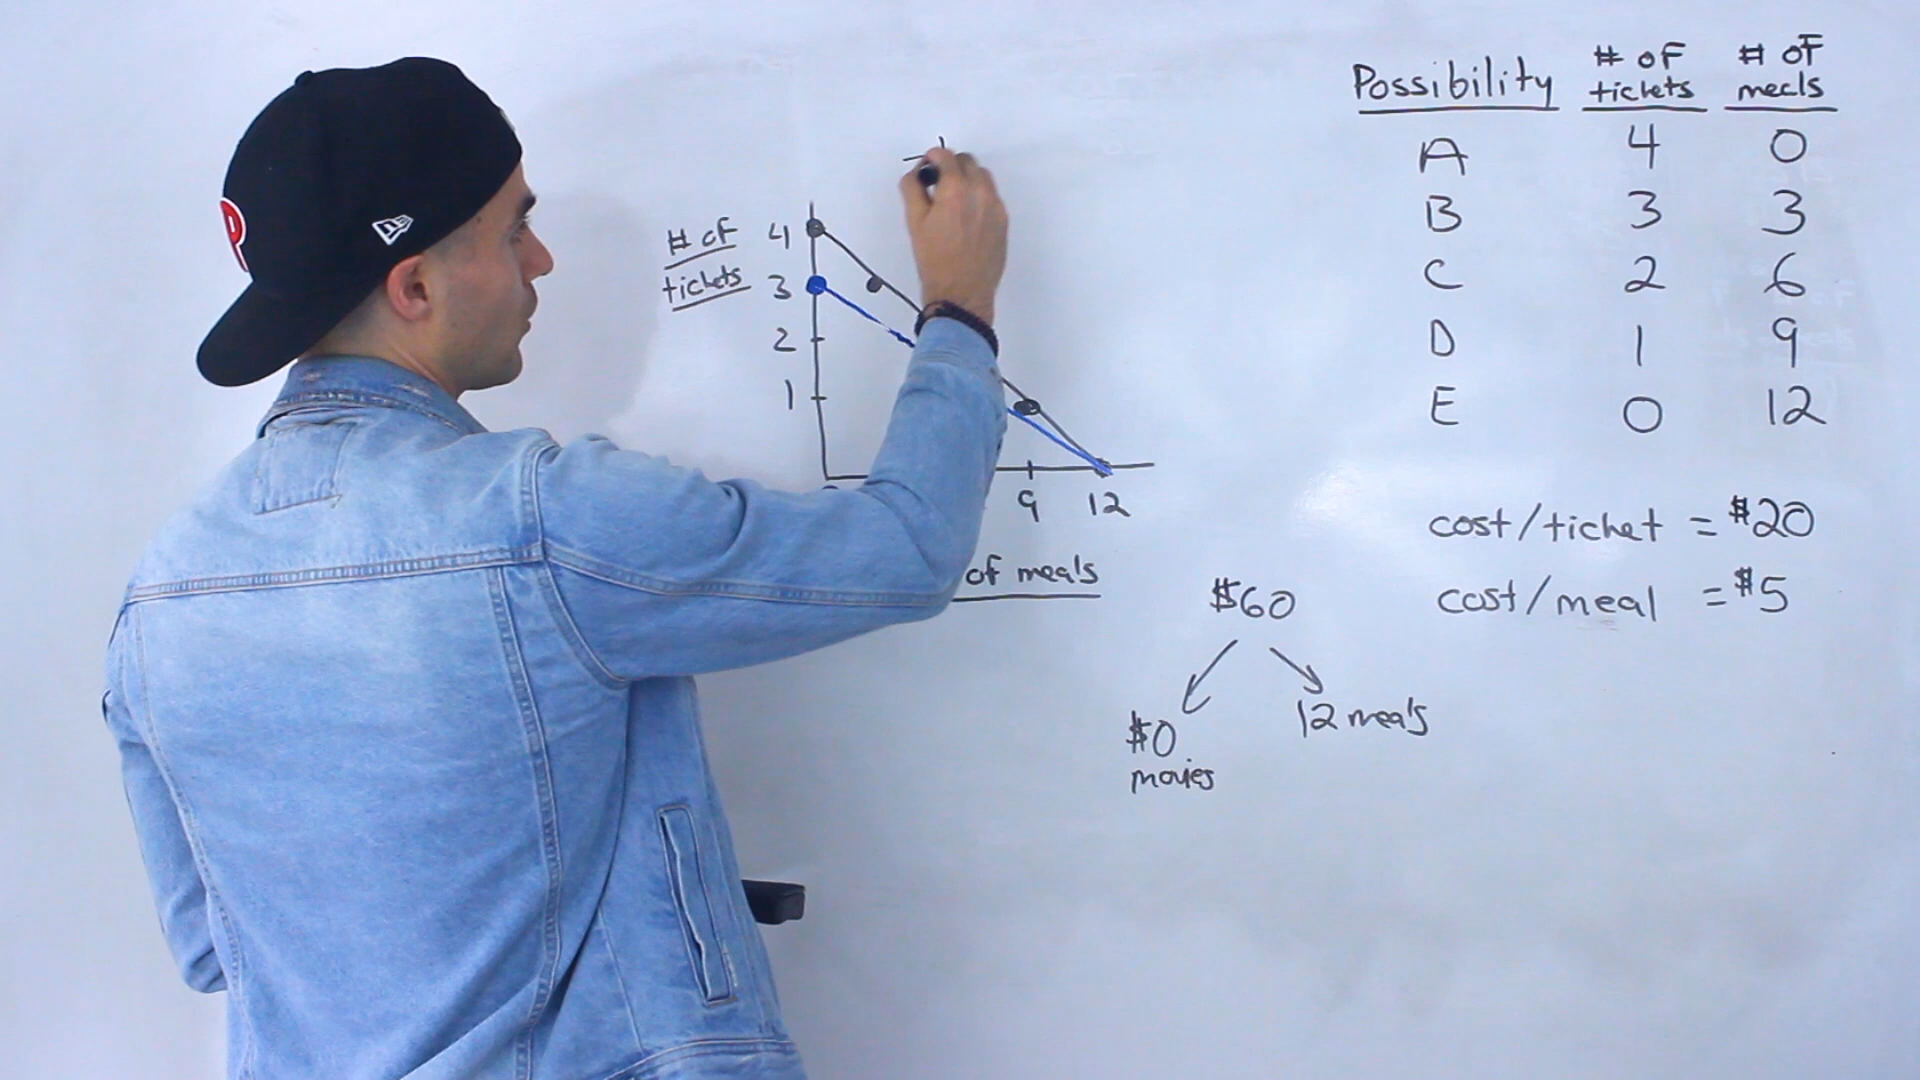 Possibility # of tickets # of meals
A 4 0
B 3 3
C 2 6
D 1 9
E 0 12
cost/ticket = $20
cost/meal = $5
# of
tickets
4
3
2
1
9 12
of meals
$60
$0
movies
12 meals
P